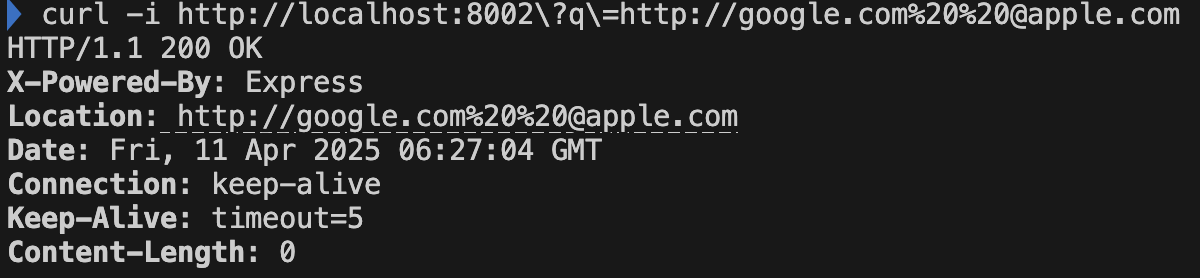 curl -i http://localhost:8002\?q\=http://google.com%20%20@apple.com
HTTP/1.1 200 OK
X-Powered-By: Express
Location: http://google.com%20%20@apple.com
Date: Fri, 11 Apr 2025 06:27:04 GMT
Connection: keep-alive
Keep-Alive: timeout=5
Content-Length: 0